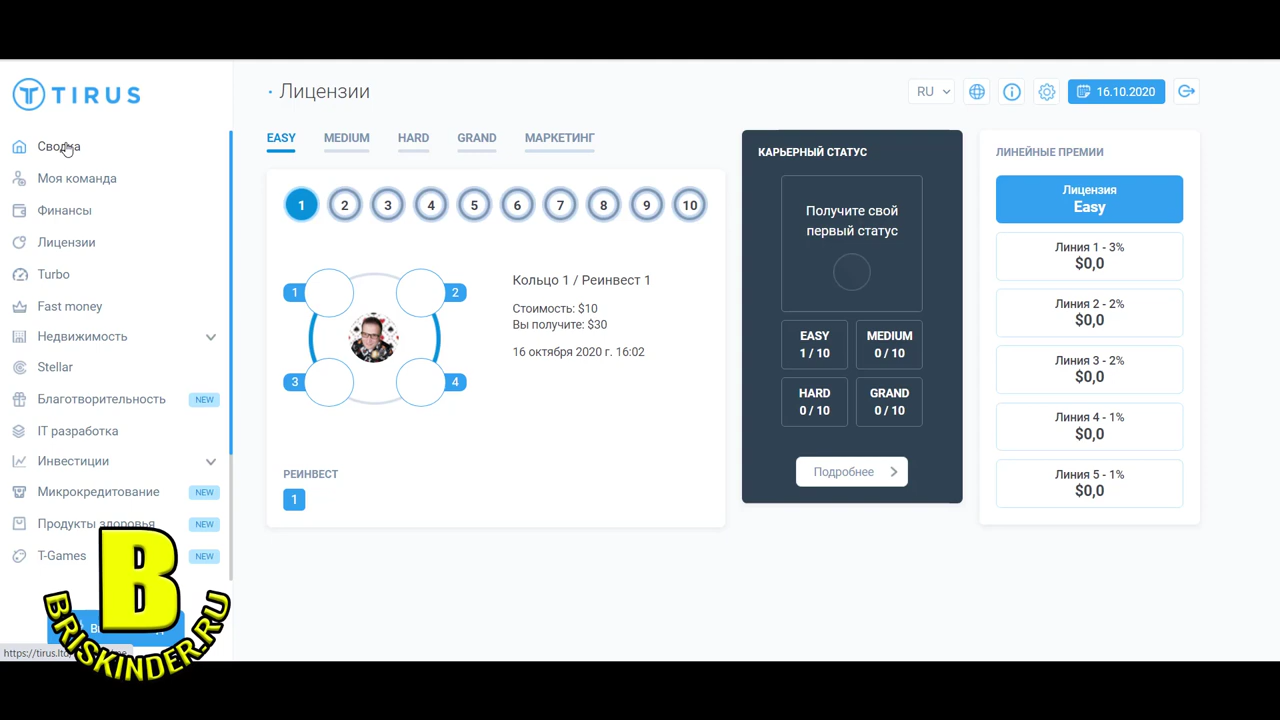 TIRUS
Сводка
Моя команда
Финансы
Лицензии
Turbo
Fast money
Недвижимость
Stellar
Благотворительность NEW
IT разработка
Инвестиции
Микрокредитование NEW
Продукты здоровья NEW
T-Games NEW
https://tirus.lto
B
BRISKINDER.RU
Лицензии
RU
16.10.2020
EASY MEDIUM HARD GRAND МАРКЕТИНГ
1 2 3 4 5 6 7 8 9 10
1 2
3 4
Кольцо 1 / Реинвест 1
Стоимость: $10
Вы получите: $30
16 октября 2020 г. 16:02
РЕИНВЕСТ
1
КАРЬЕРНЫЙ СТАТУС
Получите свой
первый статус
EASY
1 / 10
MEDIUM
0 / 10
HARD
0 / 10
GRAND
0 / 10
Подробнее
ЛИНЕЙНЫЕ ПРЕМИИ
Лицензия
Easy
Линия 1 - 3%
$0,0
Линия 2 - 2%
$0,0
Линия 3 - 2%
$0,0
Линия 4 - 1%
$0,0
Линия 5 - 1%
$0,0